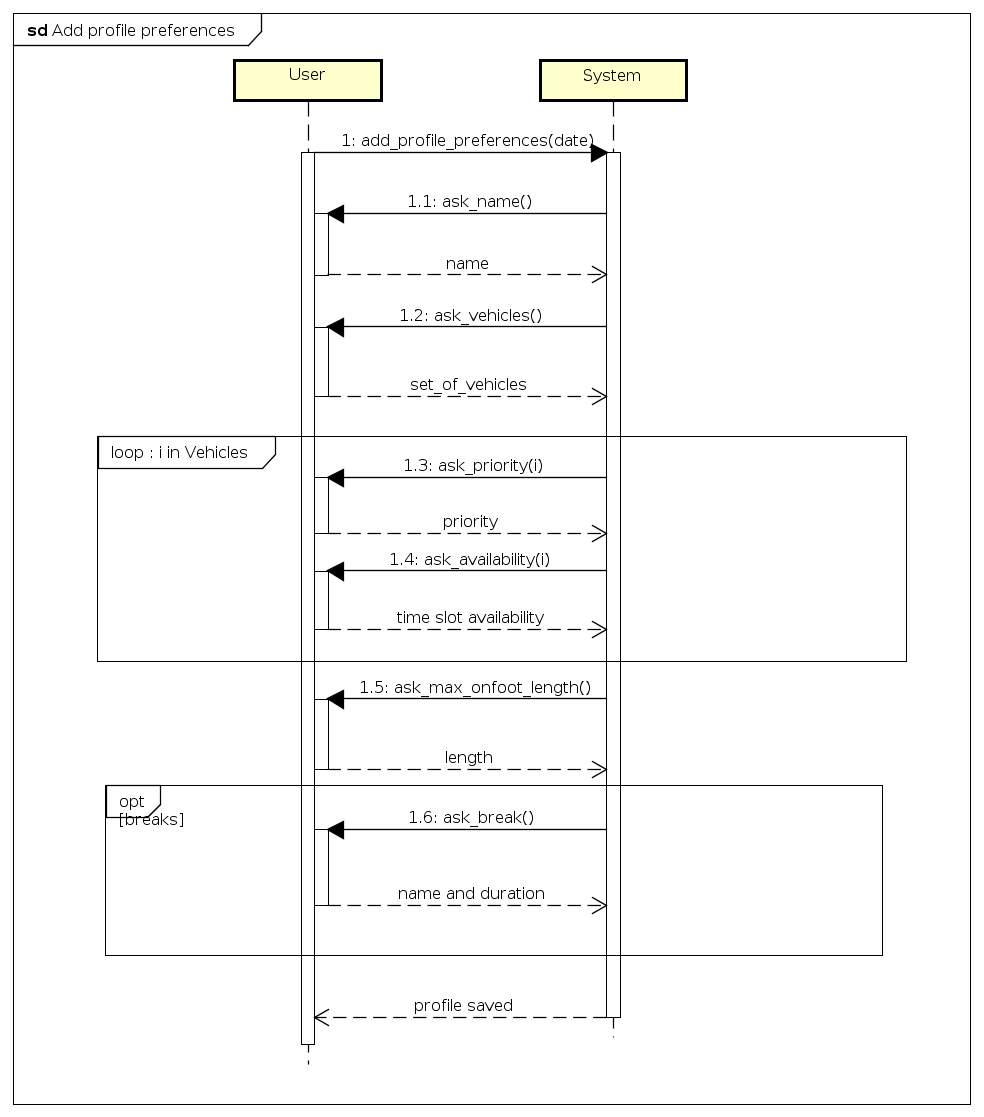 sd Add profile preferences
User
System
1: add_profile_preferences(date)
1.1: ask_name()
name
1.2: ask_vehicles()
set_of_vehicles
loop : i in Vehicles
1.3: ask_priority(i)
priority
1.4: ask_availability(i)
time slot availability
1.5: ask_max_onfoot_length()
length
opt
[breaks]
1.6: ask_break()
name and duration
profile saved